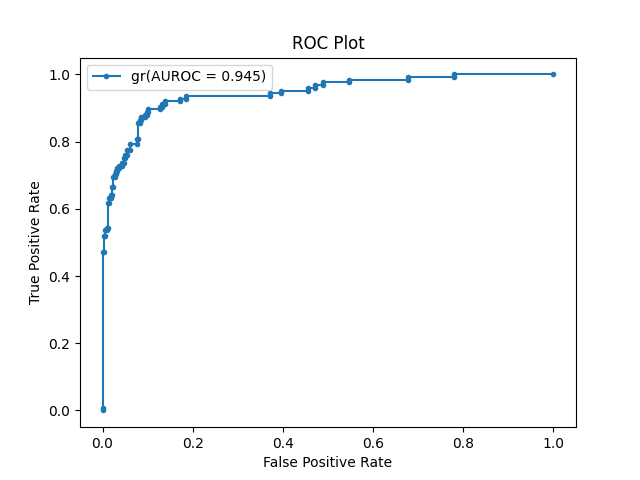 ROC Plot
gr(AUROC = 0.945)
1.0
0.8
0.6
0.4
0.2
0.0
True Positive Rate
0.0 0.2 0.4 0.6 0.8 1.0
False Positive Rate